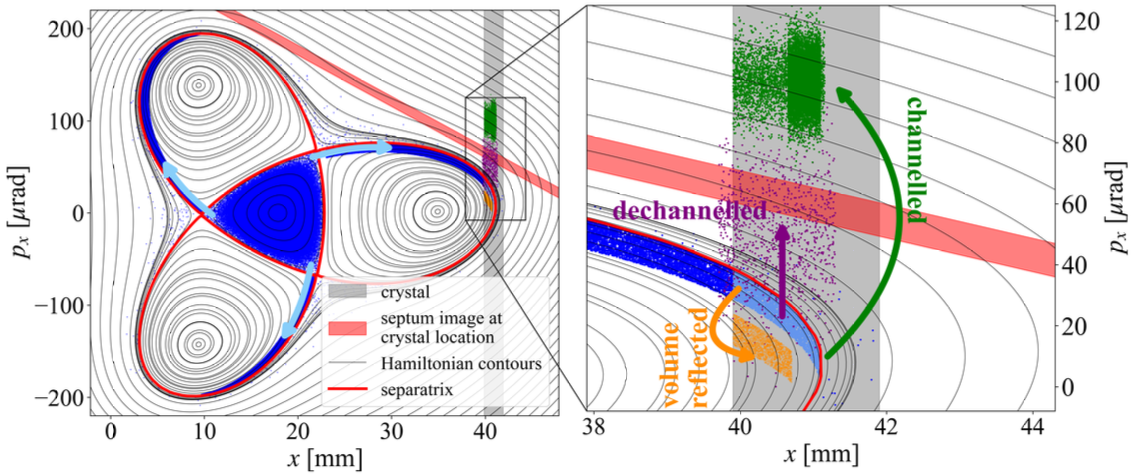 200
100
0
−100
−200
p_x [μrad]
0
10
20
30
40
x [mm]
crystal
septum image at
crystal location
Hamiltonian contours
separatrix
channelled
dechannelled
volume
reflected
120
100
80
60
40
20
0
p_x [μrad]
38
40
42
44
x [mm]